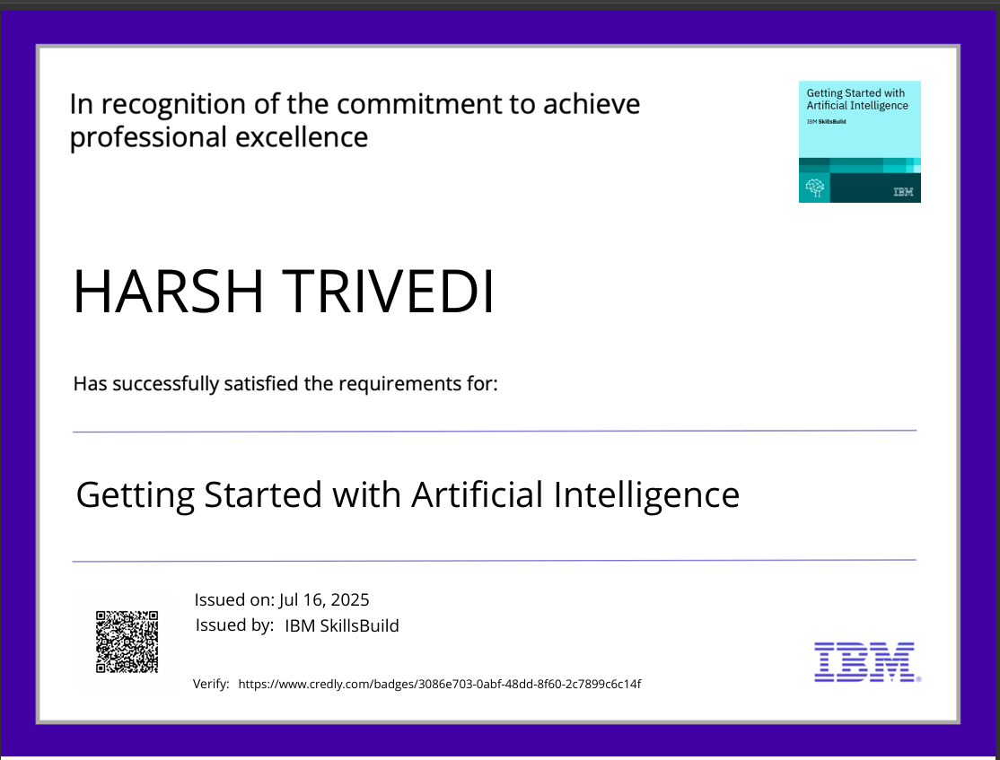 In recognition of the commitment to achieve
professional excellence
Getting Started with
Artificial Intelligence
IBM SkillsBuild
IBM
HARSH TRIVEDI
Has successfully satisfied the requirements for:
Getting Started with Artificial Intelligence
Issued on: Jul 16, 2025
Issued by: IBM SkillsBuild
Verify: https://www.credly.com/badges/3086e703-0abf-48dd-8f60-2c7899c6c14f
IBM®